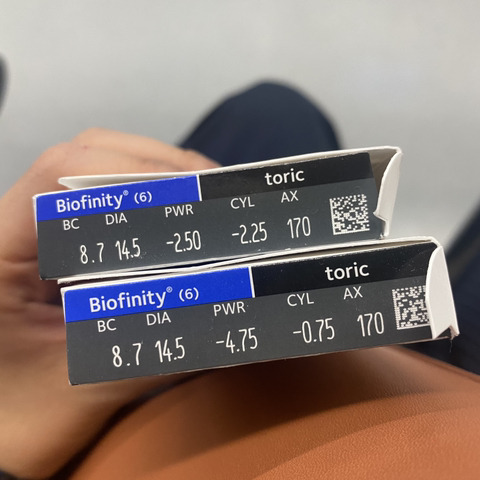 Biofinity® (6) toric
BC DIA PWR CYL AX
8.7 14.5 -2.50 -2.25 170
Biofinity® (6) toric
BC DIA PWR CYL AX
8.7 14.5 -4.75 -0.75 170